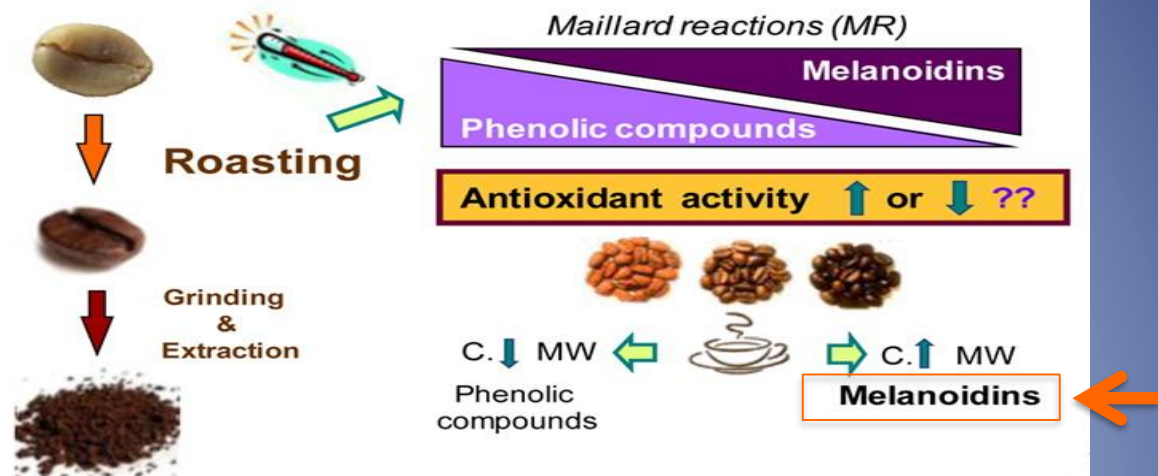 Maillard reactions (MR)
Melanoidins
Phenolic compounds
Roasting
Antioxidant activity ↑ or ↓ ??
Grinding
&
Extraction
C.↓ MW
C.↑ MW
Phenolic
compounds
Melanoidins